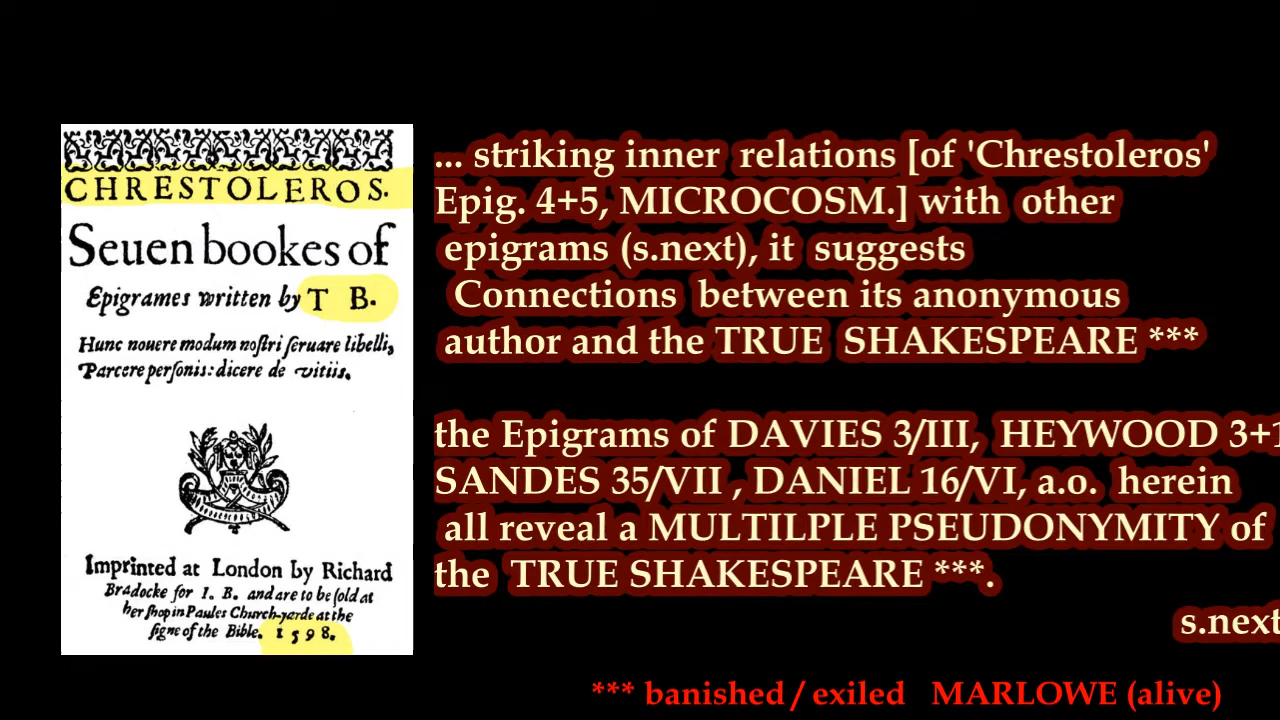 CHRESTOLEROS.
Seuen bookes of
Epigrames written by T B.
Hunc nouere modum noſtri ſeruare libelli,
Parcere perſonis: dicere de vitiis.
Imprinted at London by Richard
Bradocke for I. B. and are to be ſold at
her ſhop in Paules Church-yarde at the
ſigne of the Bible. 1598.
... striking inner relations [of 'Chrestoleros'
Epig. 4+5, MICROCOSM.] with other
epigrams (s.next), it suggests
Connections between its anonymous
author and the TRUE SHAKESPEARE ***
the Epigrams of DAVIES 3/III, HEYWOOD 3+1
SANDES 35/VII , DANIEL 16/VI, a.o. herein
all reveal a MULTILPLE PSEUDONYMITY of
the TRUE SHAKESPEARE ***.
s.next
*** banished / exiled MARLOWE (alive)